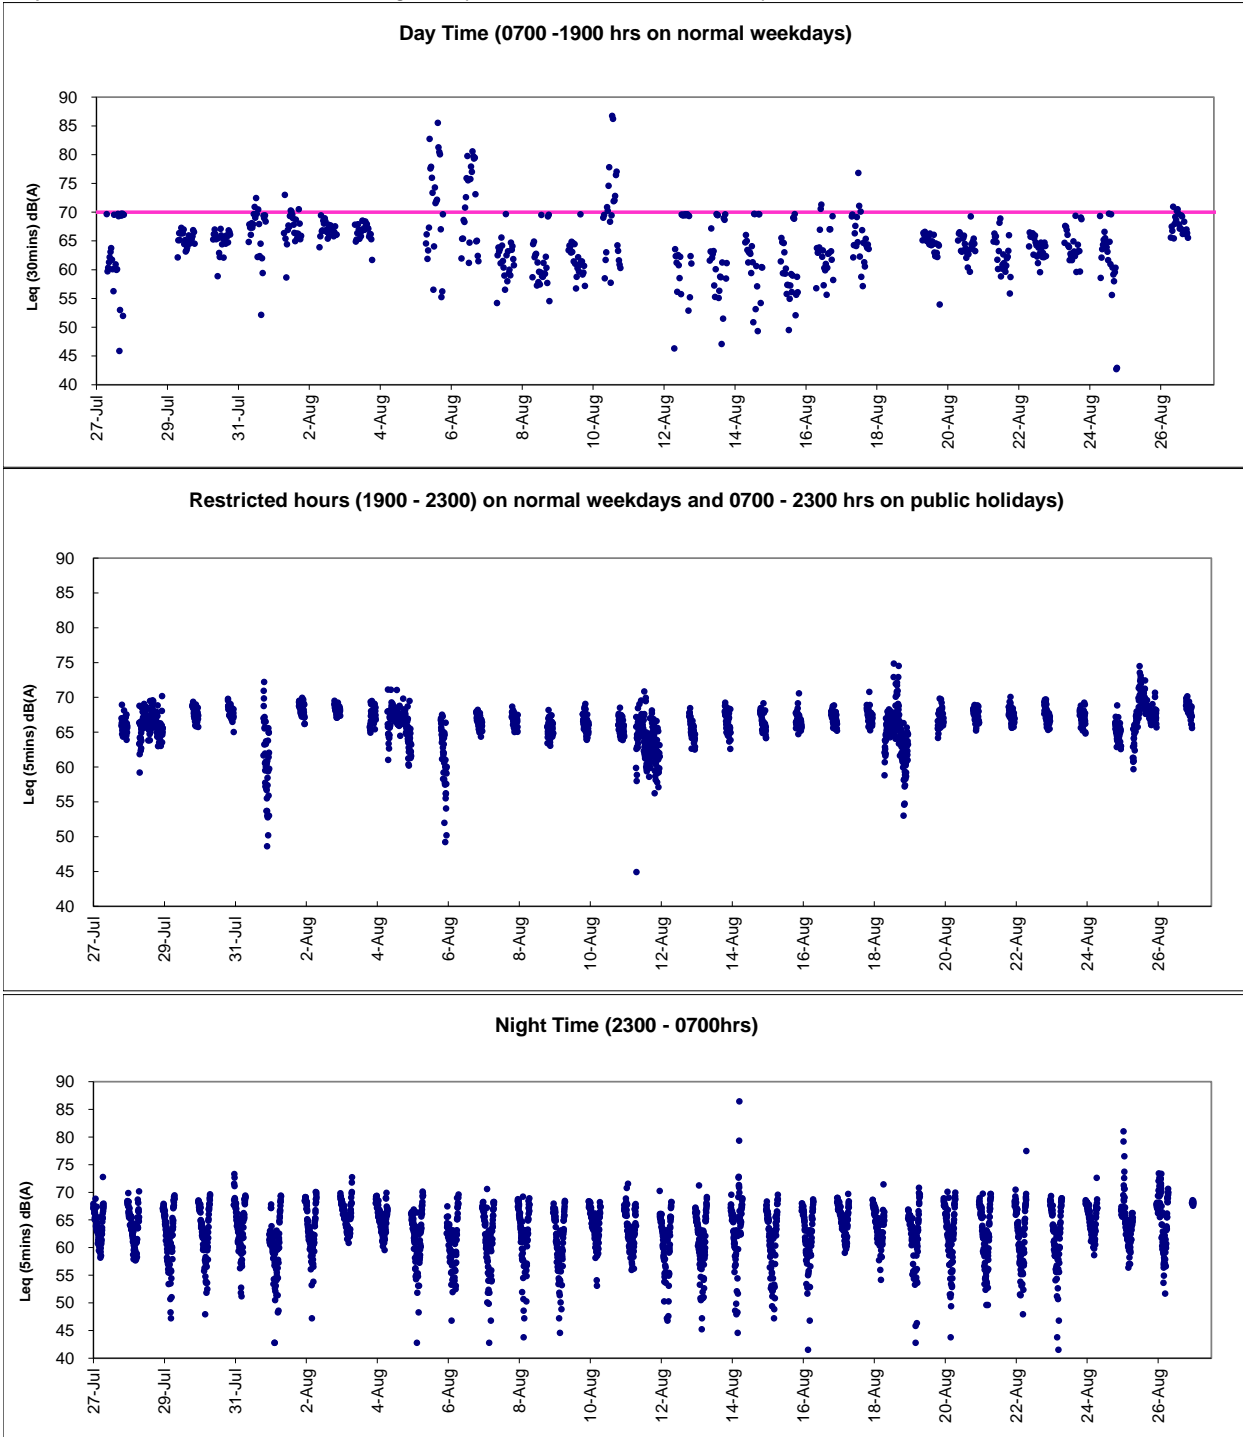 Day Time (0700 -1900 hrs on normal weekdays)
Leq (30mins) dB(A)
90
85
80
75
70
65
60
55
50
45
40
27-Jul
29-Jul
31-Jul
2-Aug
4-Aug
6-Aug
8-Aug
10-Aug
12-Aug
14-Aug
16-Aug
18-Aug
20-Aug
22-Aug
24-Aug
26-Aug
Restricted hours (1900 - 2300) on normal weekdays and 0700 - 2300 hrs on public holidays)
Leq (5mins) dB(A)
90
85
80
75
70
65
60
55
50
45
40
27-Jul
29-Jul
31-Jul
2-Aug
4-Aug
6-Aug
8-Aug
10-Aug
12-Aug
14-Aug
16-Aug
18-Aug
20-Aug
22-Aug
24-Aug
26-Aug
Night Time (2300 - 0700hrs)
Leq (5mins) dB(A)
90
85
80
75
70
65
60
55
50
45
40
27-Jul
29-Jul
31-Jul
2-Aug
4-Aug
6-Aug
8-Aug
10-Aug
12-Aug
14-Aug
16-Aug
18-Aug
20-Aug
22-Aug
24-Aug
26-Aug